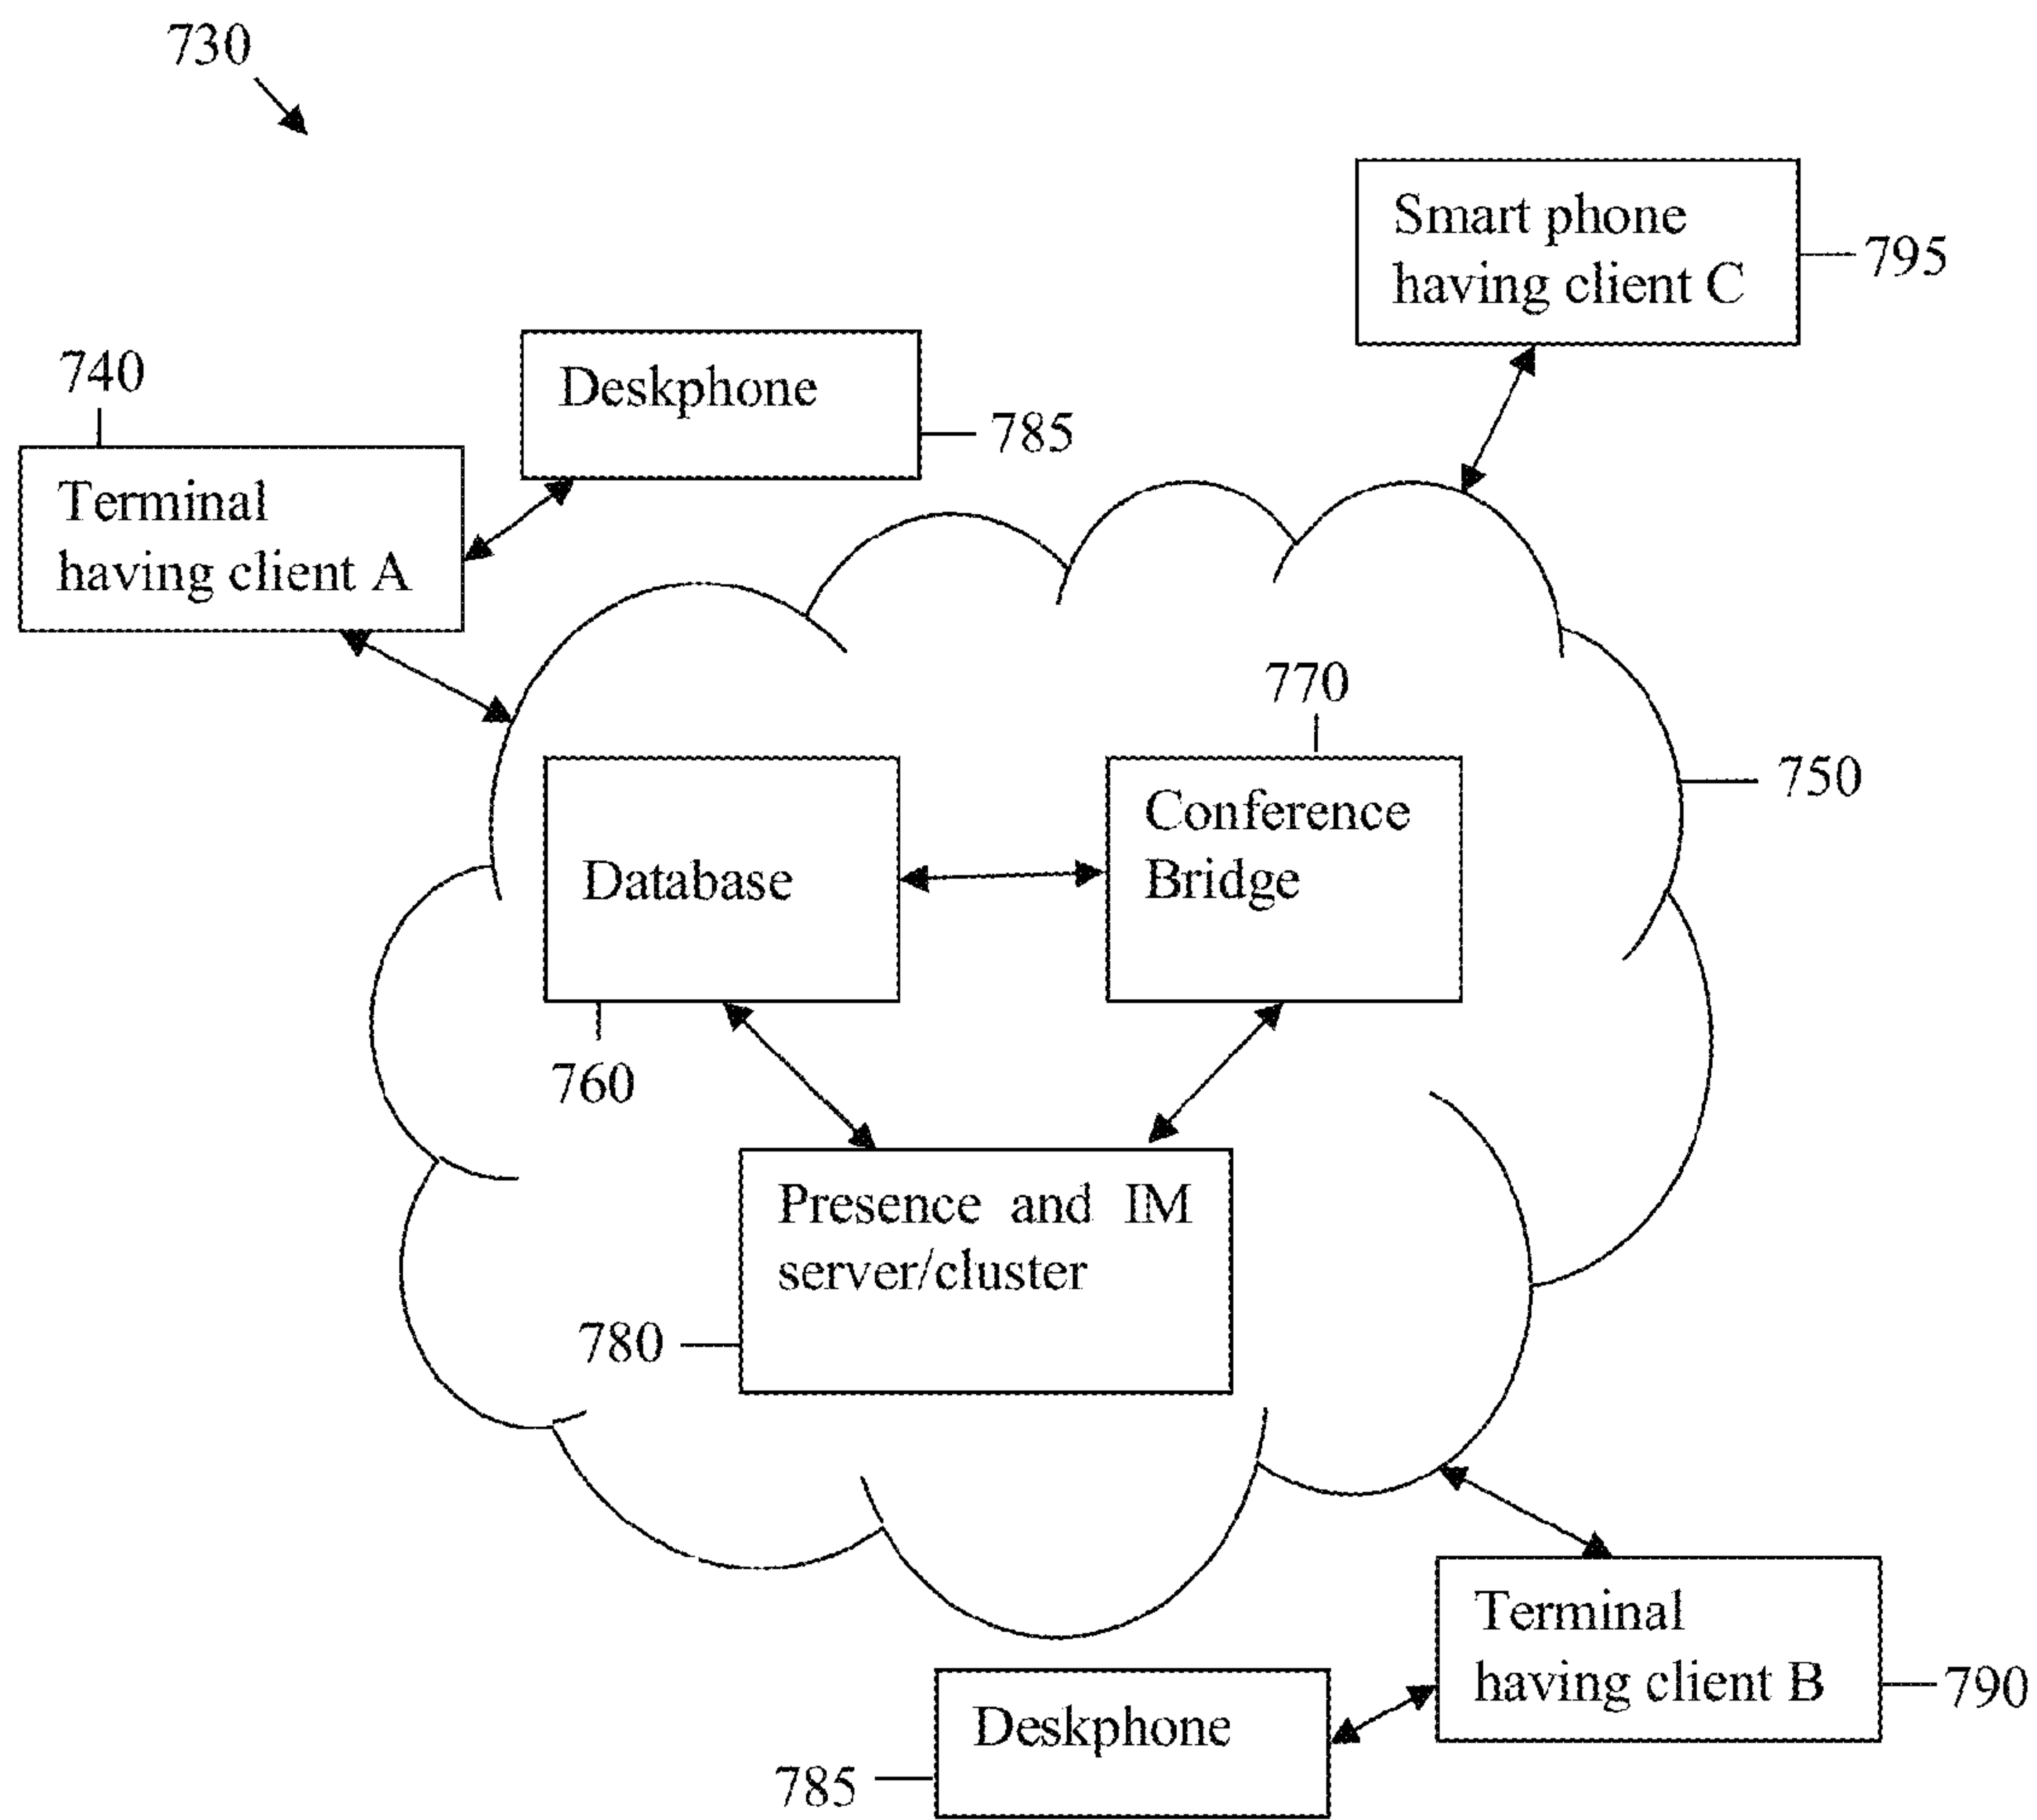 730
Smart phone
having client C
795
740
Deskphone
785
Terminal
having client A
770
750
Database
Conference
Bridge
760
Presence and IM
server/cluster
780
Terminal
having client B
790
Deskphone
785